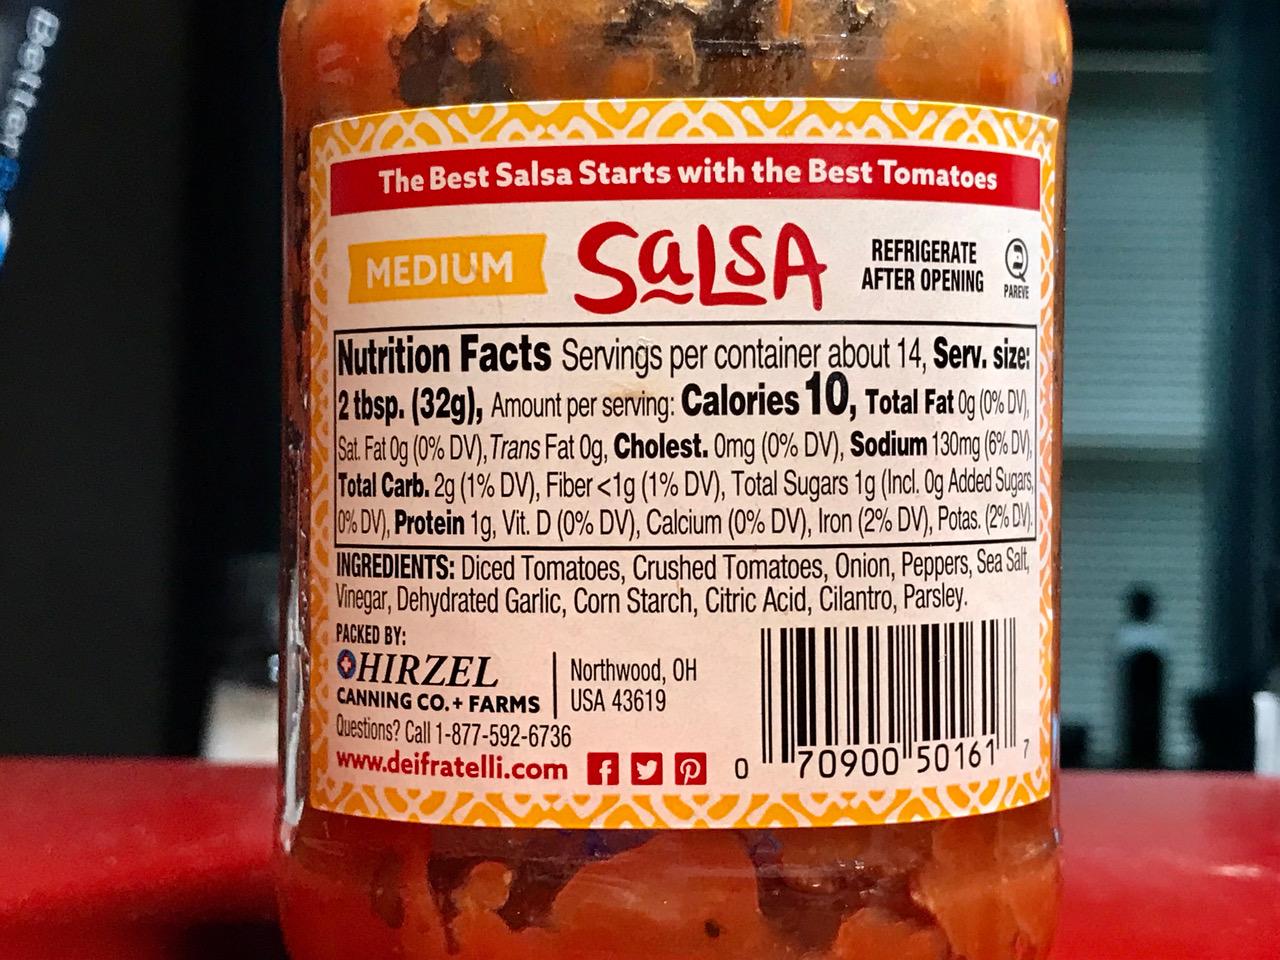 Better
The Best Salsa Starts with the Best Tomatoes
MEDIUM
SaLSA
REFRIGERATE
AFTER OPENING
PAREVE
Nutrition Facts Servings per container about 14, Serv. size:
2 tbsp. (32g), Amount per serving: Calories 10, Total Fat 0g (0% DV),
Sat. Fat 0g (0% DV), Trans Fat 0g, Cholest. 0mg (0% DV), Sodium 130mg (6% DV),
Total Carb. 2g (1% DV), Fiber <1g (1% DV), Total Sugars 1g (Incl. 0g Added Sugars,
0% DV), Protein 1g, Vit. D (0% DV), Calcium (0% DV), Iron (2% DV), Potas. (2% DV).
INGREDIENTS: Diced Tomatoes, Crushed Tomatoes, Onion, Peppers, Sea Salt,
Vinegar, Dehydrated Garlic, Corn Starch, Citric Acid, Cilantro, Parsley.
PACKED BY:
HIRZEL
CANNING CO. + FARMS
Northwood, OH
USA 43619
Questions? Call 1-877-592-6736
www.deifratelli.com
0 70900 50161 7